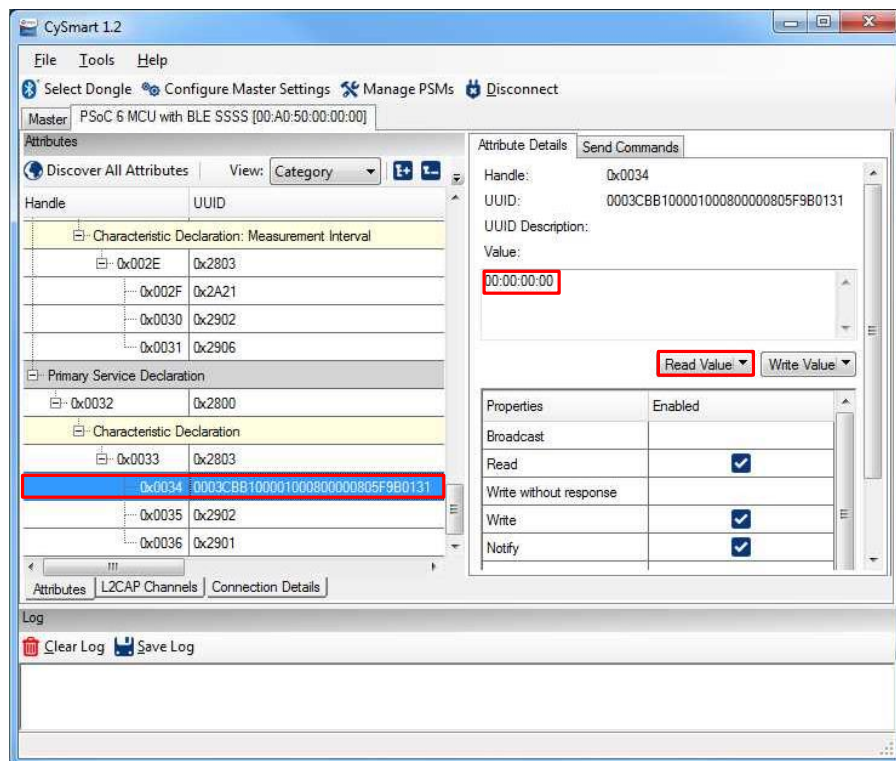 CySmart 1.2
File Tools Help
Select Dongle Configure Master Settings Manage PSMs Disconnect
Master PSoC 6 MCU with BLE SSSS [00:A0:50:00:00:00]
Attributes
Discover All Attributes View: Category
Handle UUID
Characteristic Declaration: Measurement Interval
0x002E 0x2803
0x002F 0x2A21
0x0030 0x2902
0x0031 0x2906
Primary Service Declaration
0x0032 0x2800
Characteristic Declaration
0x0033 0x2803
0x0034 0003CBB100001000800000805F9B0131
0x0035 0x2902
0x0036 0x2901
Attributes L2CAP Channels Connection Details
Attribute Details Send Commands
Handle: 0x0034
UUID: 0003CBB100001000800000805F9B0131
UUID Description:
Value:
00:00:00:00
Read Value Write Value
Properties Enabled
Broadcast
Read
Write without response
Write
Notify
Log
Clear Log Save Log